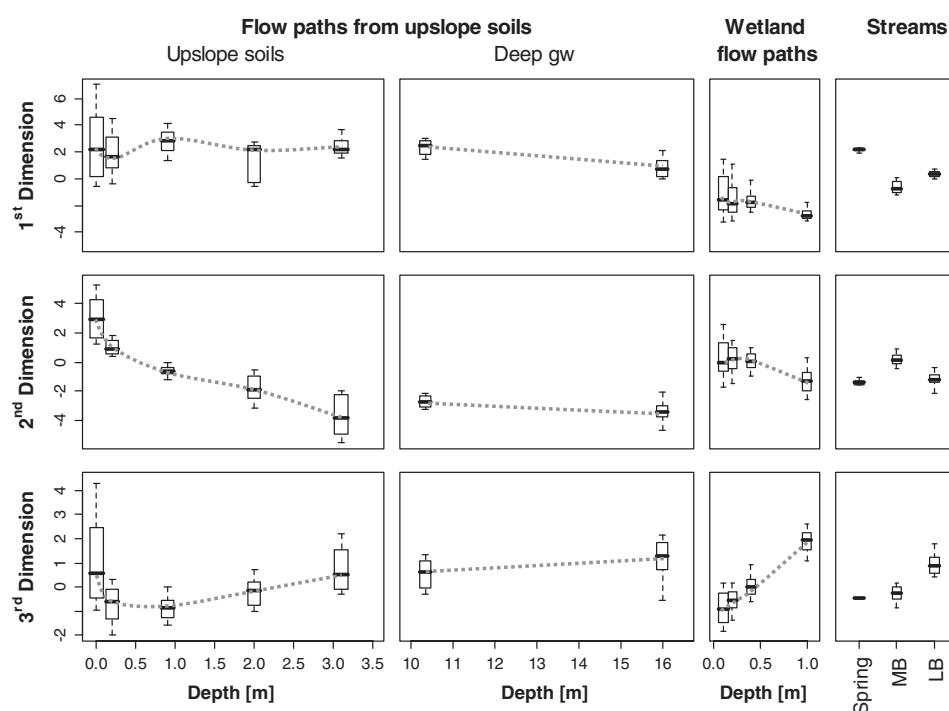 Flow paths from upslope soils
Wetland flow paths
Streams
Upslope soils
Deep gw
1st Dimension
6
4
2
0
-4
2nd Dimension
4
2
0
-2
-4
3rd Dimension
4
3
2
1
0
-2
0.0 0.5 1.0 1.5 2.0 2.5 3.0 3.5
10 11 12 13 14 15 16
0.0 0.5 1.0
Spring
MB
LB
Depth [m]
Depth [m]
Depth [m]